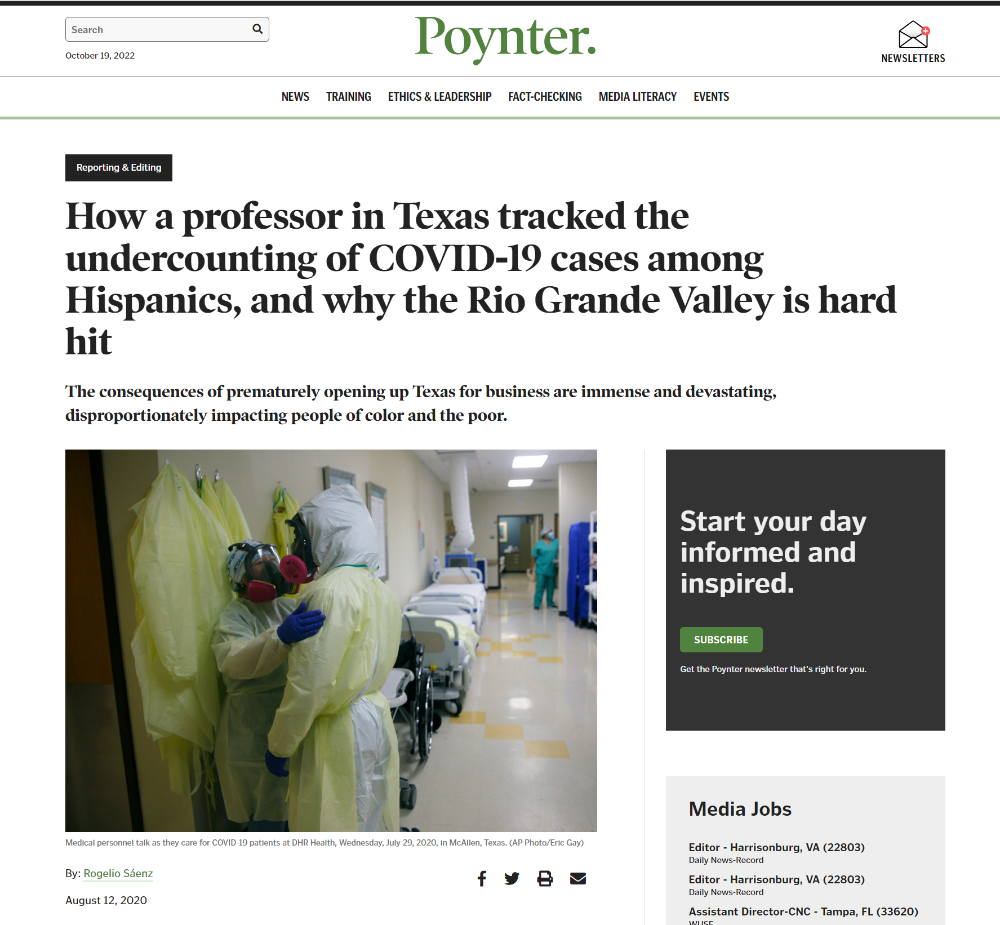 Search
October 19, 2022
Poynter.
NEWSLETTERS
NEWS TRAINING ETHICS & LEADERSHIP FACT-CHECKING MEDIA LITERACY EVENTS
Reporting & Editing
How a professor in Texas tracked the
undercounting of COVID-19 cases among
Hispanics, and why the Rio Grande Valley is hard
hit
The consequences of prematurely opening up Texas for business are immense and devastating,
disproportionately impacting people of color and the poor.
Medical personnel talk as they care for COVID-19 patients at DHR Health, Wednesday, July 29, 2020, in McAllen, Texas. (AP Photo/Eric Gay)
By: Rogelio Sáenz
August 12, 2020
Start your day
informed and
inspired.
SUBSCRIBE
Get the Poynter newsletter that's right for you.
Media Jobs
Editor - Harrisonburg, VA (22803)
Daily News-Record
Editor - Harrisonburg, VA (22803)
Daily News-Record
Assistant Director-CNC - Tampa, FL (33620)
WUSF